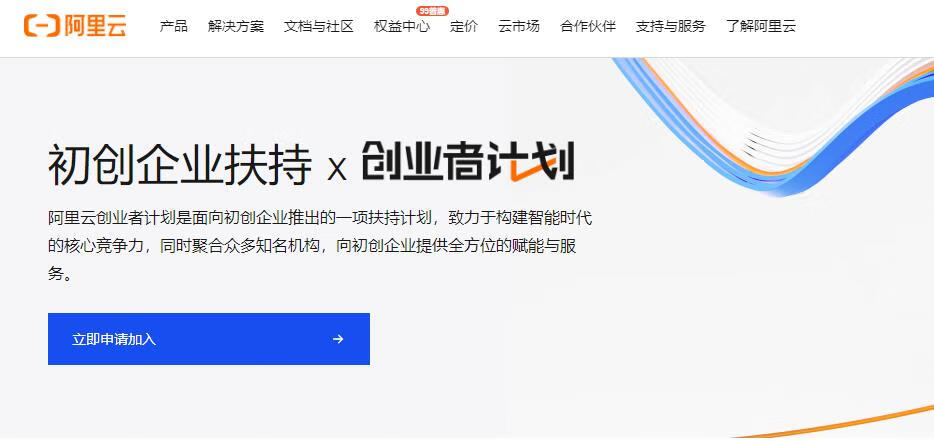 阿里云 产品 解决方案 文档与社区 权益中心 99普惠 定价 云市场 合作伙伴 支持与服务 了解阿里云
初创企业扶持 x 创业者计划
阿里云创业者计划是面向初创企业推出的一项扶持计划，致力于构建智能时代
的核心竞争力，同时聚合众多知名机构，向初创企业提供全方位的赋能与服
务。
立即申请加入 →